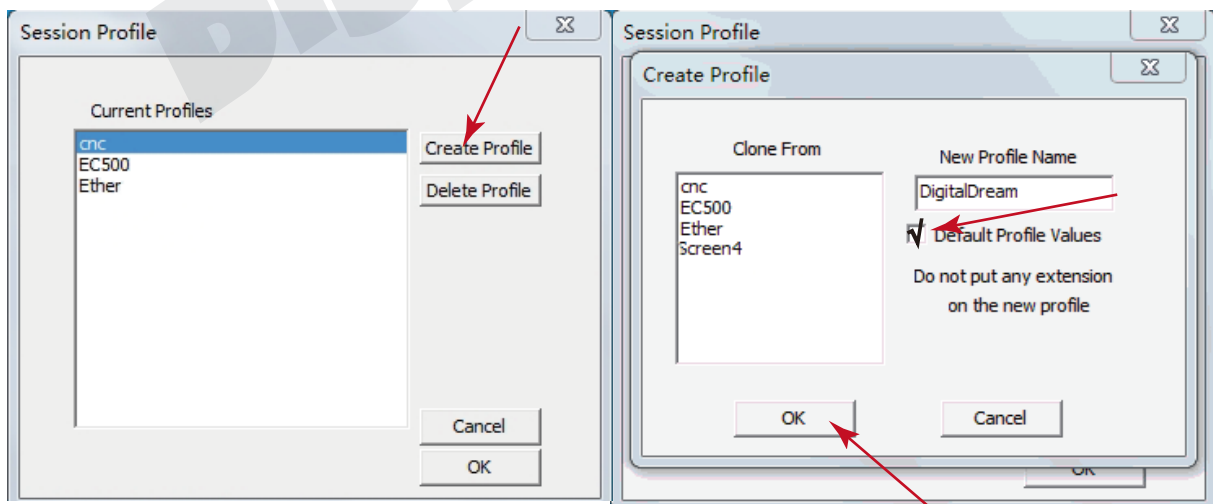 Session Profile
Current Profiles
cnc
EC500
Ether
Create Profile
Delete Profile
Cancel
OK
Session Profile
Create Profile
Clone From
cnc
EC500
Ether
Screen4
New Profile Name
DigitalDream
√ Default Profile Values
Do not put any extension
on the new profile
OK
Cancel
OK